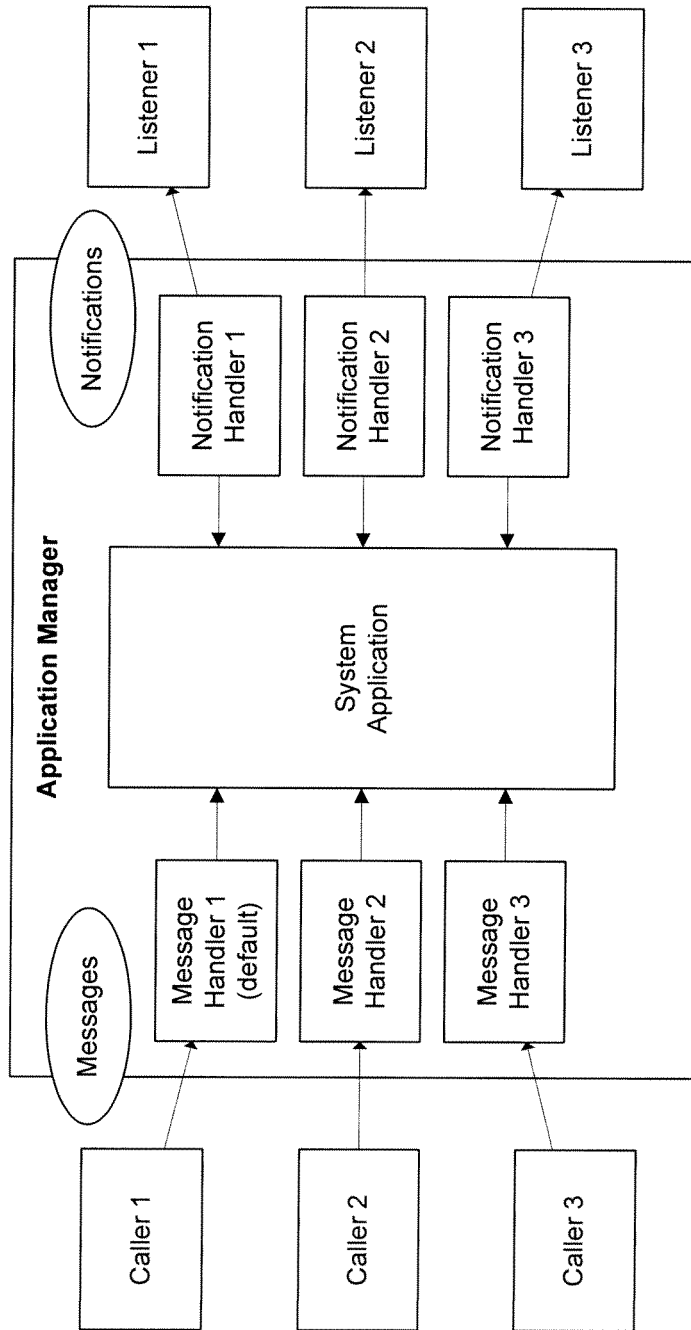 Application Manager
Messages
Notifications
Caller 1
Message
Handler 1
(default)
System
Application
Notification
Handler 1
Listener 1
Caller 2
Message
Handler 2
Notification
Handler 2
Listener 2
Caller 3
Message
Handler 3
Notification
Handler 3
Listener 3